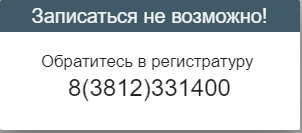 Записаться не возможно!
Обратитесь в регистратуру
8(3812)331400